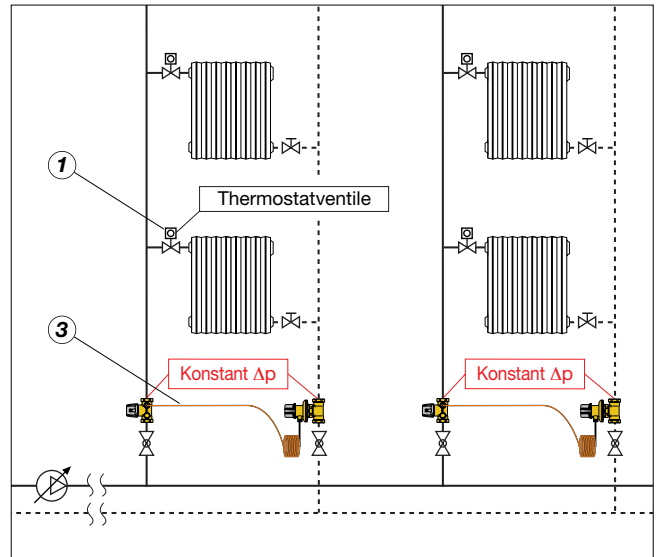 1
Thermostatventile
3
Konstant Δp
Konstant Δp